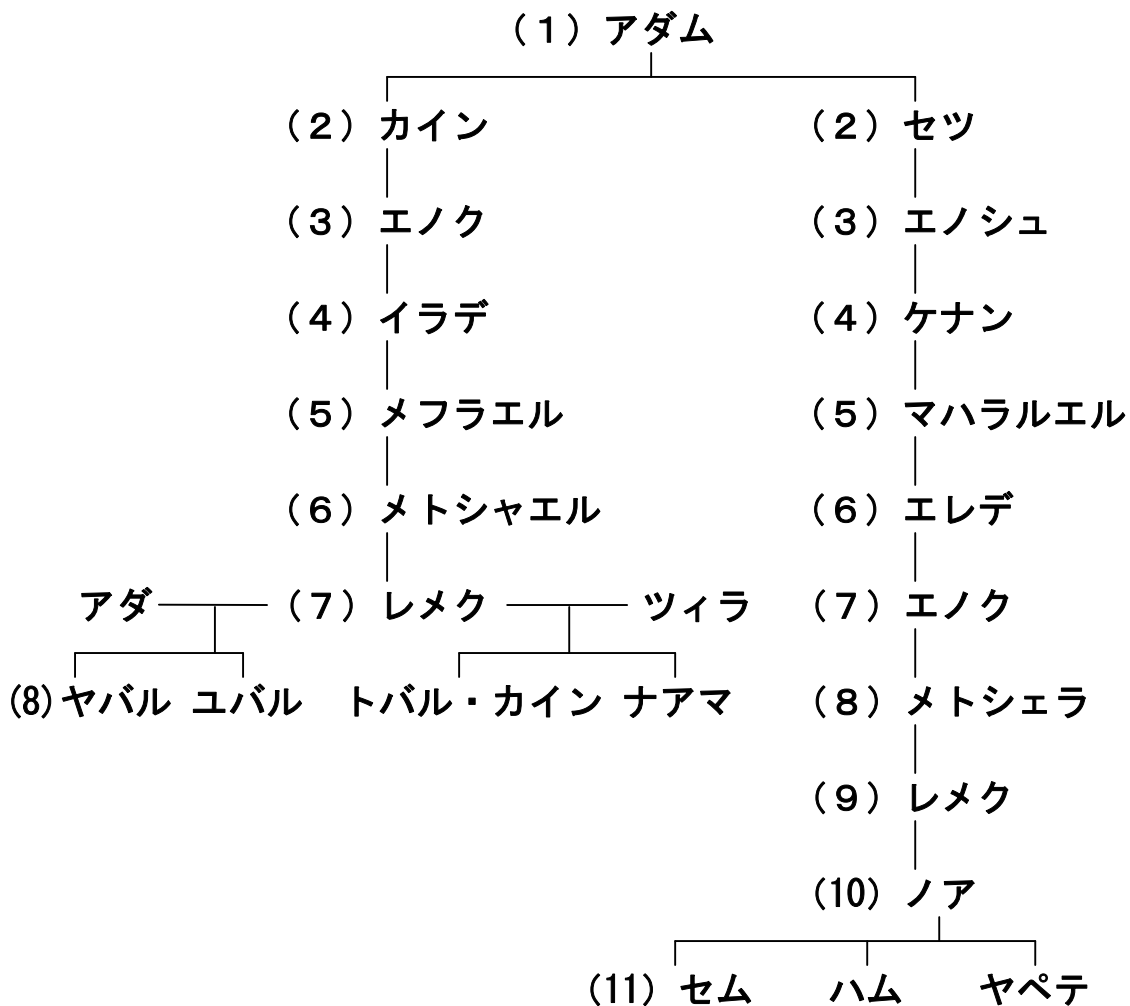 （１）アダム
（２）カイン （２）セツ
（３）エノク （３）エノシュ
（４）イラデ （４）ケナン
（５）メフラエル （５）マハラルエル
（６）メトシャエル （６）エレデ
アダ （７）レメク ツィラ （７）エノク
(8)ヤバル ユバル トバル・カイン ナアマ （８）メトシェラ
（９）レメク
(10) ノア
(11) セム ハム ヤペテ